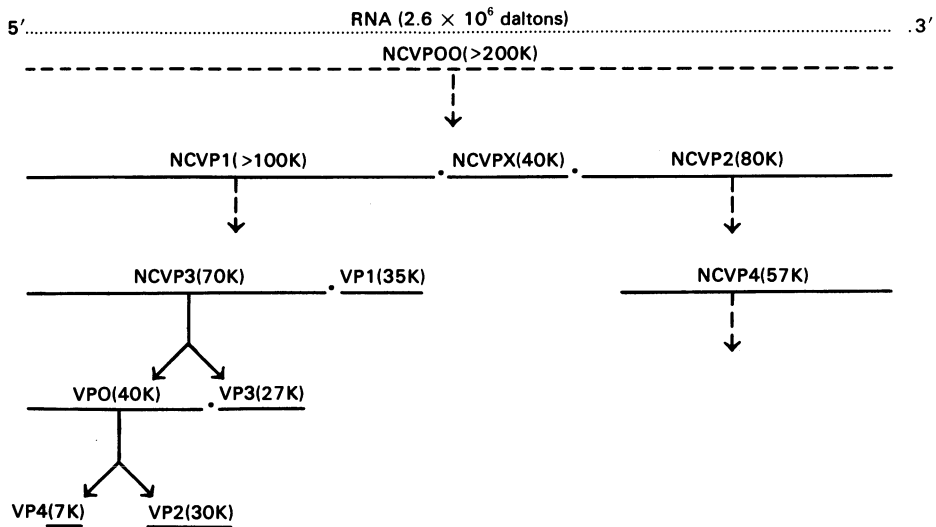 RNA (2.6 × 10⁶ daltons)
5′ 3′
NCVPOO(>200K)
NCVP1(>100K) NCVPX(40K) NCVP2(80K)
NCVP3(70K) VP1(35K) NCVP4(57K)
VPO(40K) VP3(27K)
VP4(7K) VP2(30K)